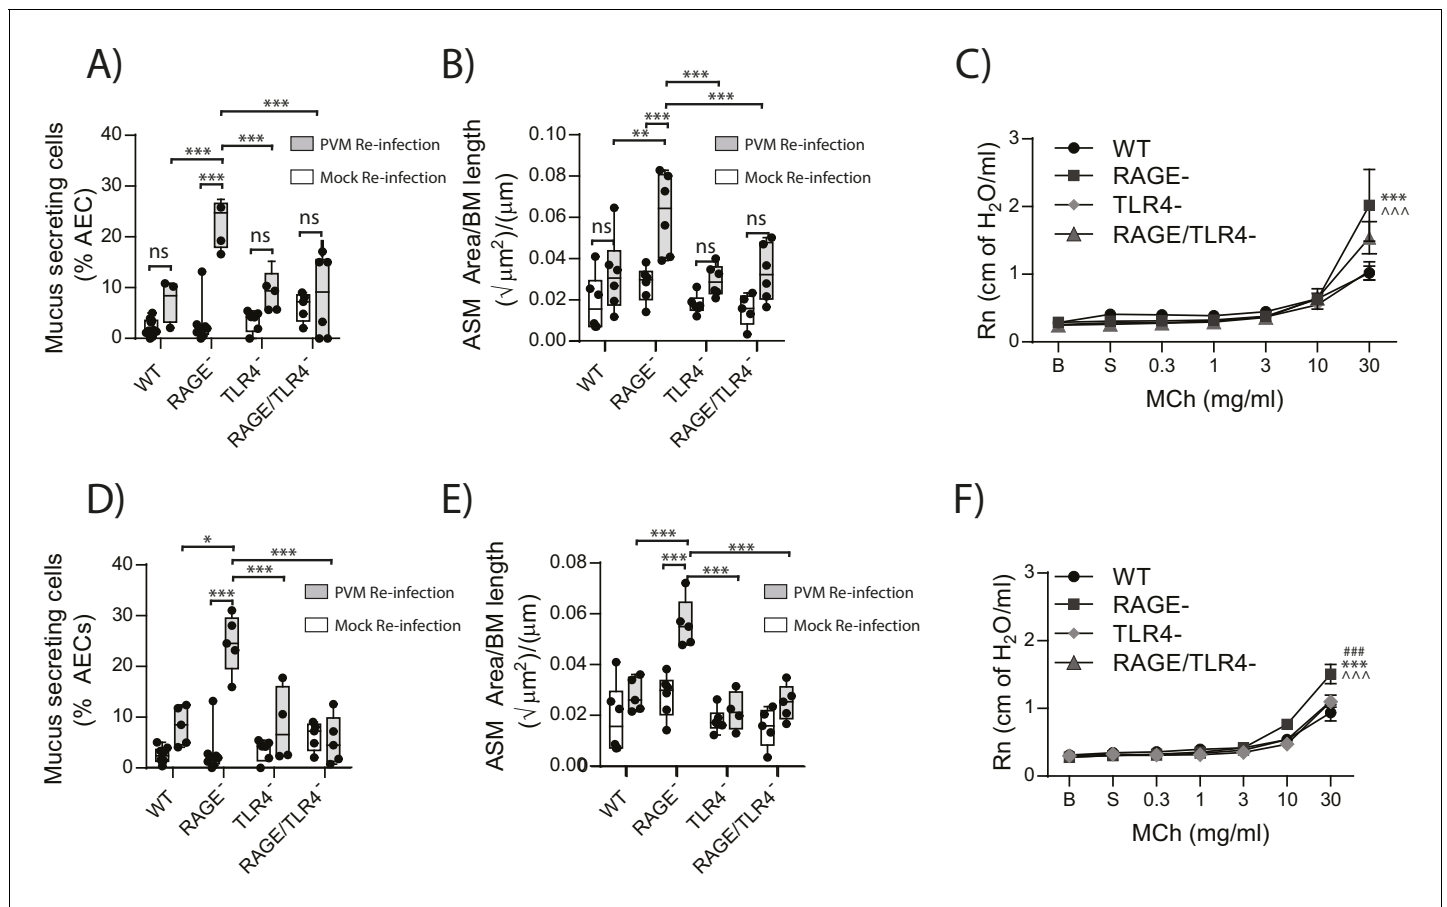 A)
Mucus secreting cells
(% AEC)
40
30
20
10
0
***
***
***
***
ns
ns
ns
PVM Re-infection
Mock Re-infection
WT
RAGE-
TLR4-
RAGE/TLR4-
B)
ASM Area/BM length
(√μm²)/(μm)
0.10
0.08
0.06
0.04
0.02
0.00
***
***
***
**
ns
ns
ns
PVM Re-infection
Mock Re-infection
WT
RAGE-
TLR4-
RAGE/TLR4-
C)
Rn (cm of H₂O/ml)
3
2
1
0
WT
RAGE-
TLR4-
RAGE/TLR4-
***
^^^
B S 0.3 1 3 10 30
MCh (mg/ml)
D)
Mucus secreting cells
(% AECs)
40
30
20
10
0
*
***
***
***
PVM Re-infection
Mock Re-infection
WT
RAGE-
TLR4-
RAGE/TLR4-
E)
ASM Area/BM length
(√μm²)/(μm)
0.08
0.06
0.04
0.02
0.00
***
***
***
***
PVM Re-infection
Mock Re-infection
WT
RAGE-
TLR4-
RAGE/TLR4-
F)
Rn (cm of H₂O/ml)
3
2
1
0
WT
RAGE-
TLR4-
RAGE/TLR4-
###
***
^^^
B S 0.3 1 3 10 30
MCh (mg/ml)